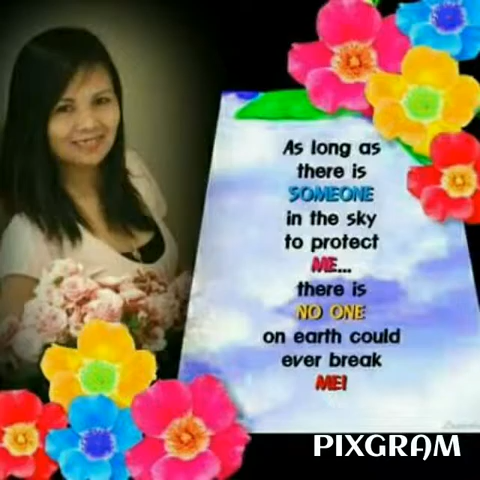 As long as
there is
SOMEONE
in the sky
to protect
ME...
there is
NO ONE
on earth could
ever break
ME!
PIXGRAM